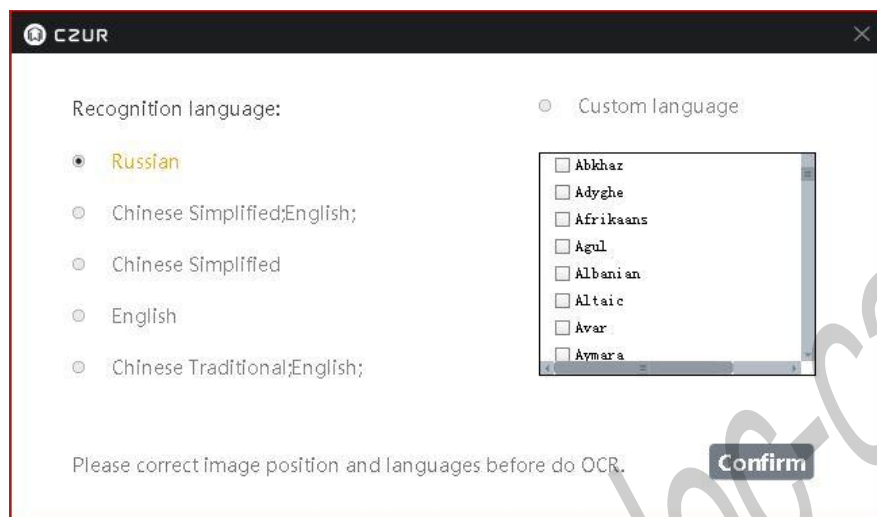 CZUR
Recognition language:
Russian
Chinese Simplified;English;
Chinese Simplified
English
Chinese Traditional;English;
Custom language
Abkhaz
Adyghe
Afrikaans
Agul
Albanian
Altaic
Avar
Aymara
Please correct image position and languages before do OCR.
Confirm